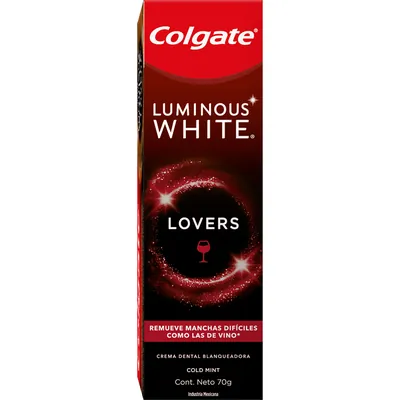 Colgate®
LUMINOUS
WHITE®
LOVERS
REMUEVE MANCHAS DIFÍCILES
COMO LAS DE VINO*
CREMA DENTAL BLANQUEADORA
COLD MINT
Cont. Neto 70g
Industria Mexicana